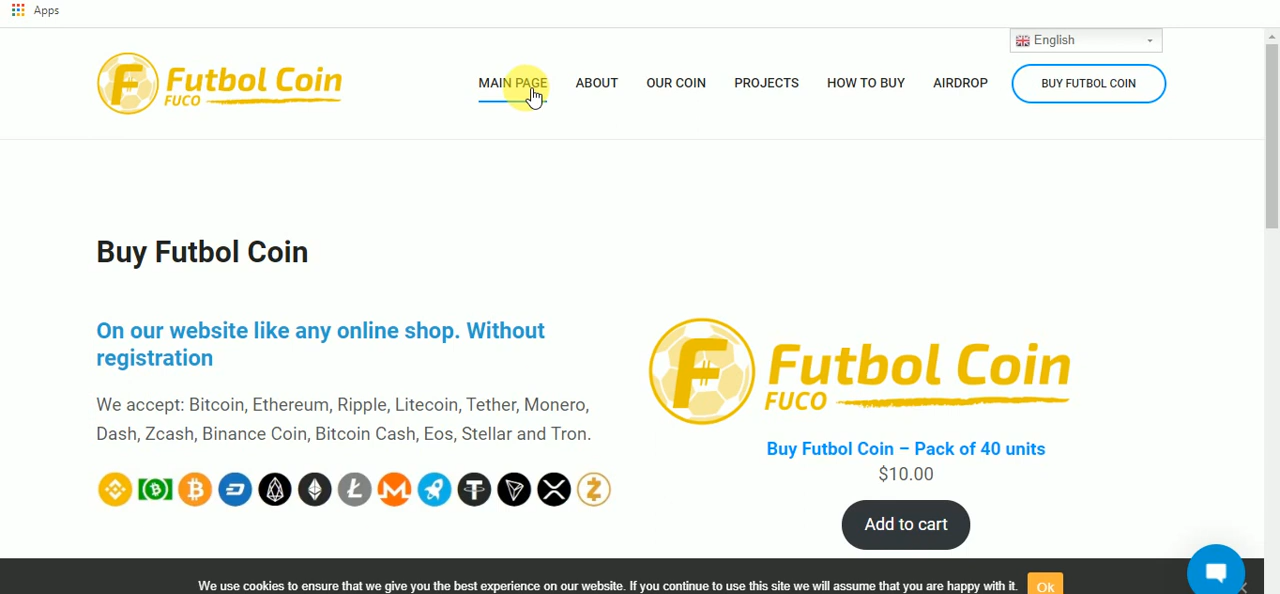 Apps
English
Futbol Coin
FUCO
MAIN PAGE ABOUT OUR COIN PROJECTS HOW TO BUY AIRDROP BUY FUTBOL COIN
Buy Futbol Coin
On our website like any online shop. Without
registration
We accept: Bitcoin, Ethereum, Ripple, Litecoin, Tether, Monero,
Dash, Zcash, Binance Coin, Bitcoin Cash, Eos, Stellar and Tron.
Futbol Coin
FUCO
Buy Futbol Coin – Pack of 40 units
$10.00
Add to cart
We use cookies to ensure that we give you the best experience on our website. If you continue to use this site we will assume that you are happy with it.
Ok